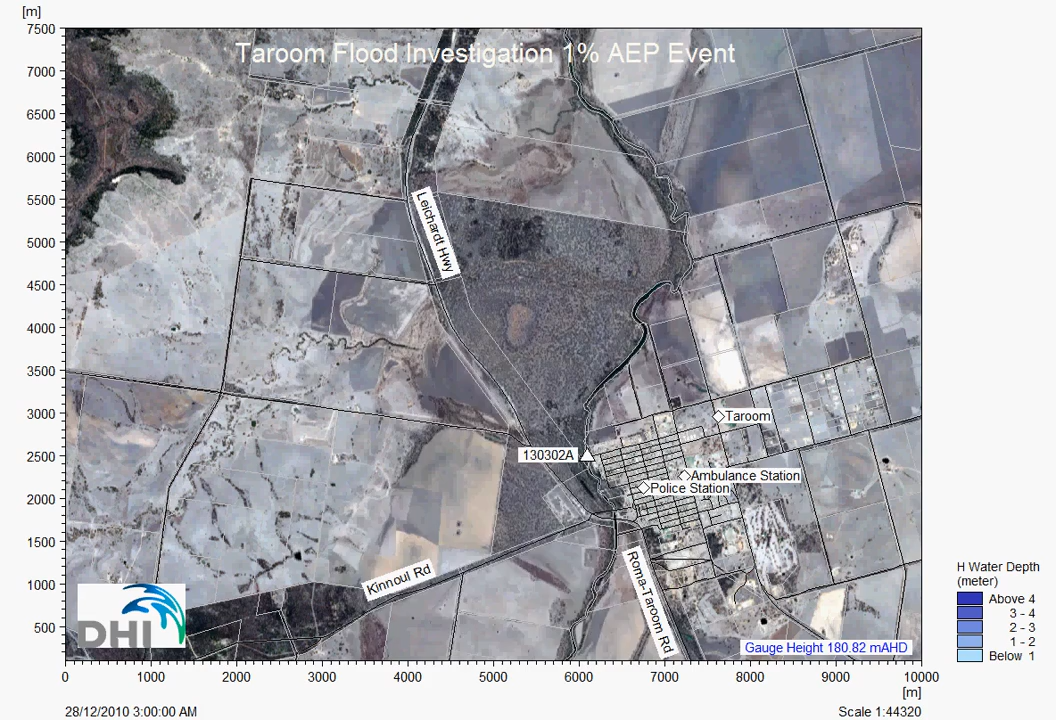 [m]
7500
Taroom Flood Investigation 1% AEP Event
7000
6500
6000
5500
5000
4500
4000
3500
3000
2500
2000
1500
1000
500
Leichardt Hwy
Taroom
130302A
Ambulance Station
Police Station
Kinnoul Rd
Roma-Taroom Rd
DHI
Gauge Height 180.82 mAHD
H Water Depth
(meter)
Above 4
3 - 4
2 - 3
1 - 2
Below 1
0 1000 2000 3000 4000 5000 6000 7000 8000 9000 10000
[m]
28/12/2010 3:00:00 AM Scale 1:44320